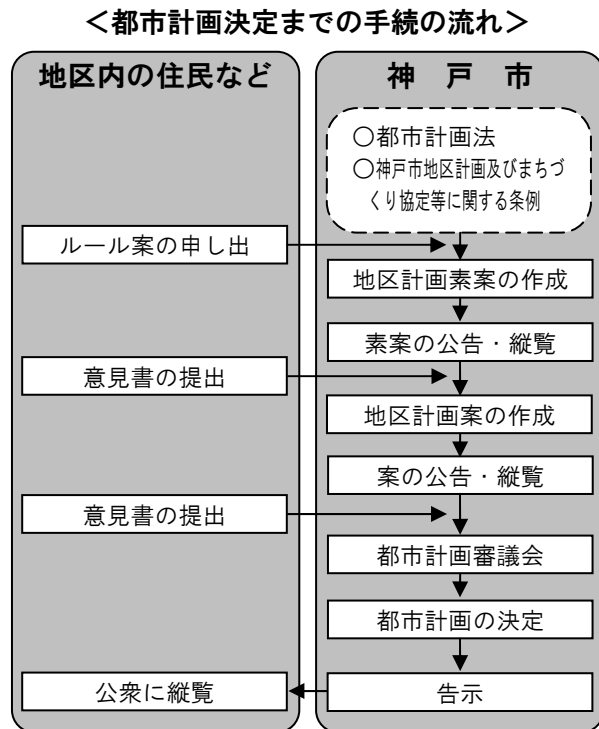 ＜都市計画決定までの手続の流れ＞
地区内の住民など
神 戸 市
○都市計画法
○神戸市地区計画及びまちづ
くり協定等に関する条例
ルール案の申し出
地区計画素案の作成
素案の公告・縦覧
意見書の提出
地区計画案の作成
案の公告・縦覧
意見書の提出
都市計画審議会
都市計画の決定
公衆に縦覧
告示